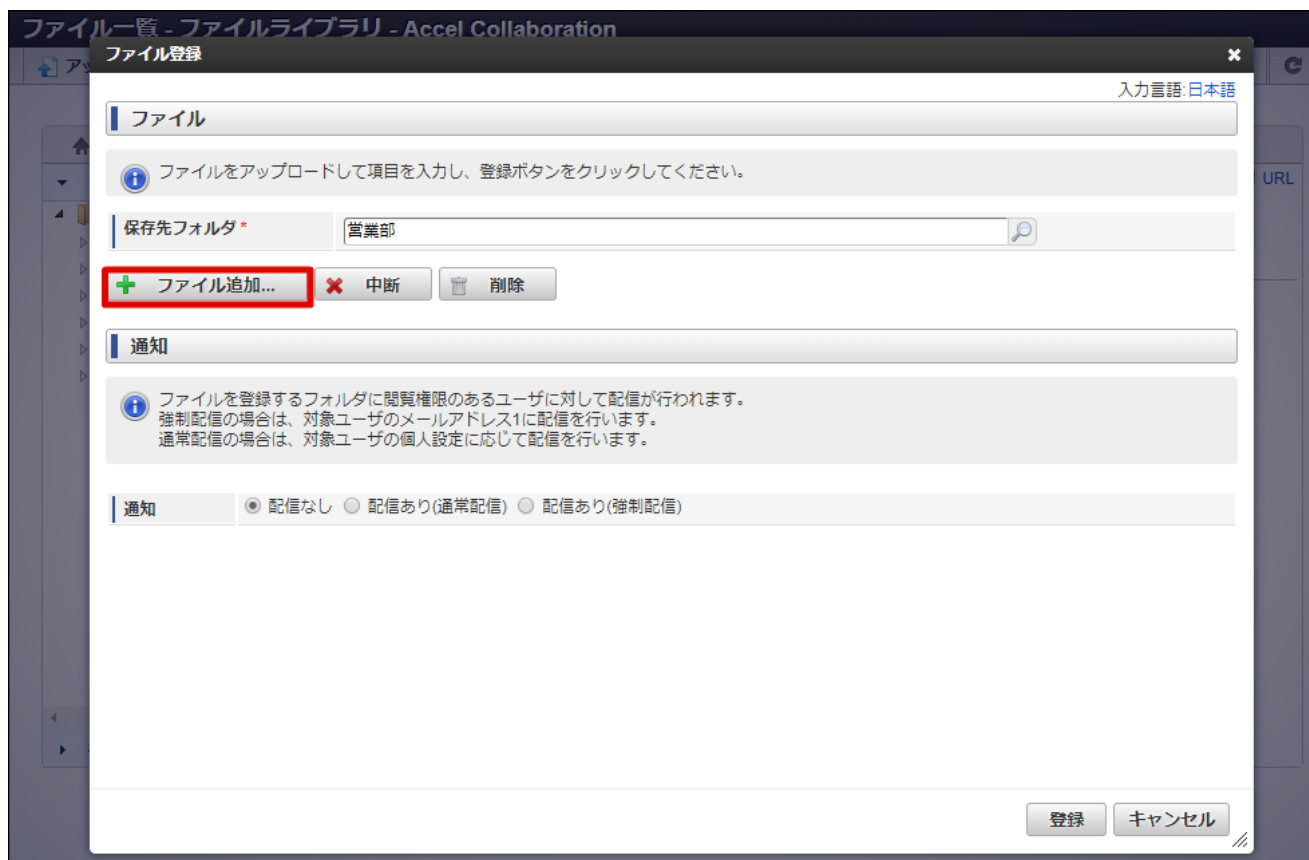 ファイル一覧 - ファイルライブラリ - Accel Collaboration
ファイル登録
入力言語:日本語
ファイル
ファイルをアップロードして項目を入力し、登録ボタンをクリックしてください。
URL
保存先フォルダ*
営業部
ファイル追加...
中断
削除
通知
ファイルを登録するフォルダに閲覧権限のあるユーザに対して配信が行われます。
強制配信の場合は、対象ユーザのメールアドレス1に配信を行います。
通常配信の場合は、対象ユーザの個人設定に応じて配信を行います。
通知
配信なし 配信あり(通常配信) 配信あり(強制配信)
登録 キャンセル